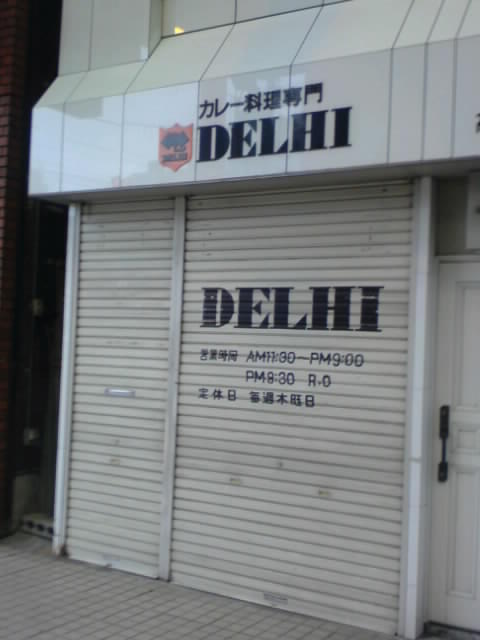 カレー料理専門
DELHI
DELHI
DELHI
営業時間 AM11:30～PM9:00
PM8:30 R.O
定休日 毎週木曜日